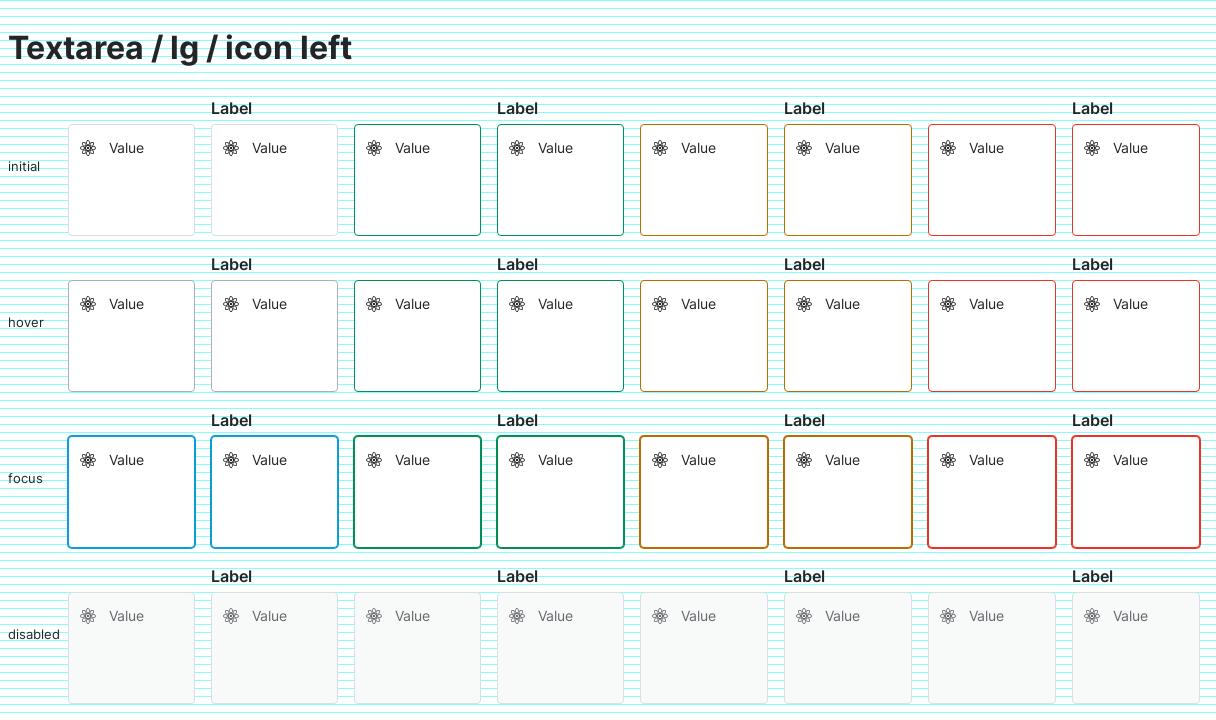 Textarea / lg / icon left
Label Label Label Label
initial Value Value Value Value Value Value Value Value
Label Label Label Label
hover Value Value Value Value Value Value Value Value
Label Label Label Label
focus Value Value Value Value Value Value Value Value
Label Label Label Label
disabled Value Value Value Value Value Value Value Value